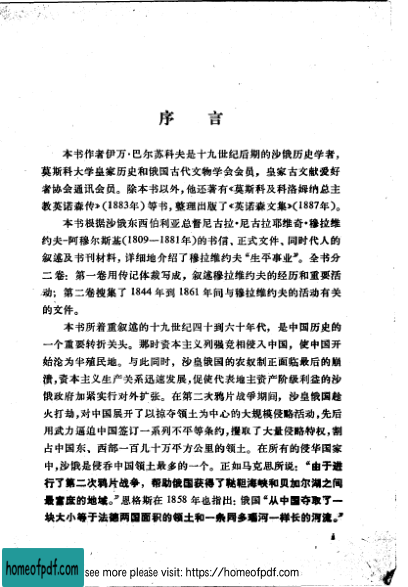 序 言
本书作者伊万·巴尔苏科夫是十九世纪后期的沙俄历史学者，
莫斯科大学皇家历史和俄国古代文物学会会员，皇家古文献爱好
者协会通讯会员。除本书以外，他还著有《莫斯科及科洛姆纳总主
教英诺森传》（1883年）等书，整理出版了《英诺森文集》（1887年）。
本书根据沙俄东西伯利亚总督尼古拉·尼古拉耶维奇·穆拉维
约夫-阿穆尔斯基（1809—1881年）的书信、正式文件、同时代人的
叙述及书刊材料，详细地介绍了穆拉维约夫“生平事业”。全书分
二卷：第一卷用传记体裁写成，叙述穆拉维约夫的经历和重要活
动；第二卷搜集了1844年到1861年间与穆拉维约夫的活动有关
的文件。
本书所着重叙述的十九世纪四十到六十年代，是中国历史的
一个重要转折关头。那时资本主义列强竞相侵入中国，使中国开
始沦为半殖民地。与此同时，沙皇俄国的农奴制正面临最后的崩
溃，资本主义生产关系迅速发展，促使代表地主资产阶级利益的沙
俄政府加紧实行对外扩张。在第二次鸦片战争期间，沙皇俄国趁
火打劫，对中国展开了以掠夺领土为中心的大规模侵略活动，先后
用武力逼迫中国签订一系列不平等条约，攫取了大量侵略特权，割
占中国东、西部一百几十万平方公里的领土。在所有的侵华国家
中，沙俄是侵吞中国领土最多的一个。正如马克思所说：“由于进
行了第二次鸦片战争，帮助俄国获得了鞑靼海峡和贝加尔湖之间
最富庶的地域。”恩格斯在1858年也指出：俄国“从中国夺取了一
块大小等于法德两国面积的领土和一条同多瑙河一样长的河流。”
i
homeofpdf.com
see more please visit: https://homeofpdf.com